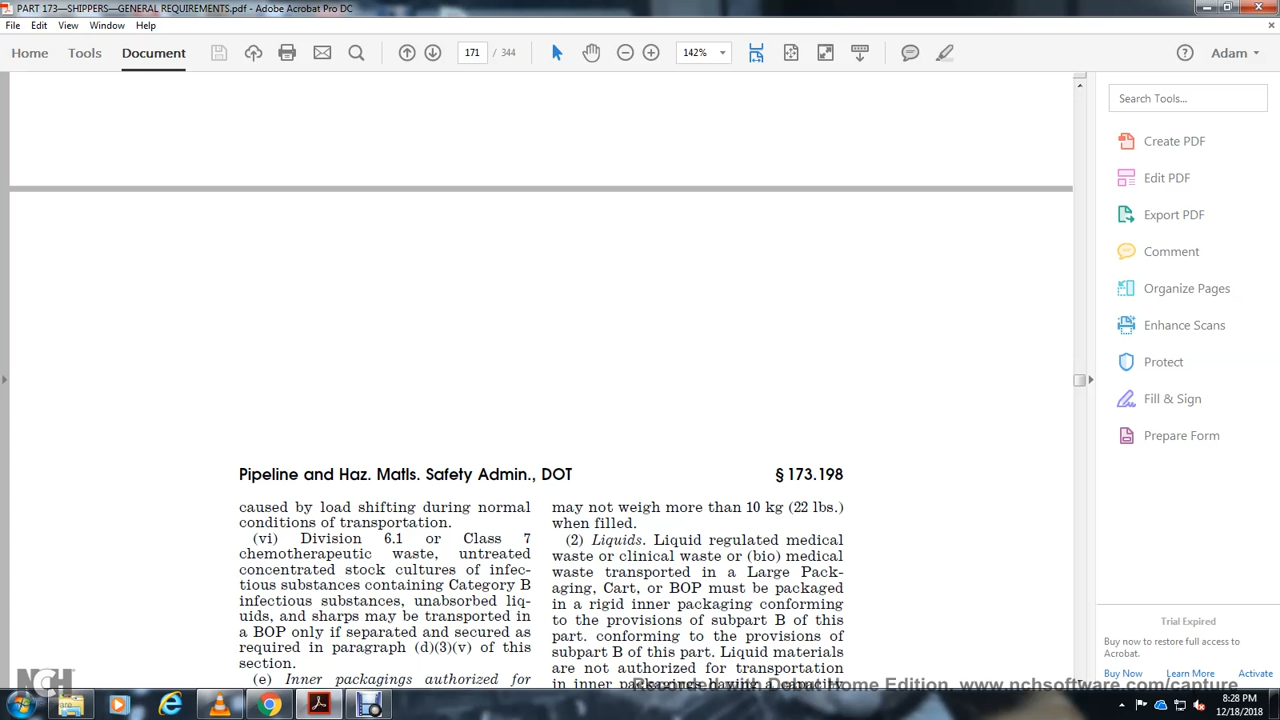 PART 173—SHIPPERS—GENERAL REQUIREMENTS.pdf - Adobe Acrobat Pro DC
File Edit View Window Help
Home Tools Document 171 / 344 142% Adam
Search Tools...
Create PDF
Edit PDF
Export PDF
Comment
Organize Pages
Enhance Scans
Protect
Fill & Sign
Prepare Form
Trial Expired
Buy now to restore full access to
Acrobat.
Buy Now Learn More Activate
Pipeline and Haz. Matls. Safety Admin., DOT § 173.198
caused by load shifting during normal
conditions of transportation.
(vi) Division 6.1 or Class 7
chemotherapeutic waste, untreated
concentrated stock cultures of infec-
tious substances containing Category B
infectious substances, unabsorbed liq-
uids, and sharps may be transported in
a BOP only if separated and secured as
required in paragraph (d)(3)(v) of this
section.
(e) Inner packagings authorized for
may not weigh more than 10 kg (22 lbs.)
when filled.
(2) Liquids. Liquid regulated medical
waste or clinical waste or (bio) medical
waste transported in a Large Pack-
aging, Cart, or BOP must be packaged
in a rigid inner packaging conforming
to the provisions of subpart B of this
part. conforming to the provisions of
subpart B of this part. Liquid materials
are not authorized for transportation
in inner packagings having a capacity
NCH
Home Edition www.nchsoftware.com/capture
8:28 PM
12/18/2018